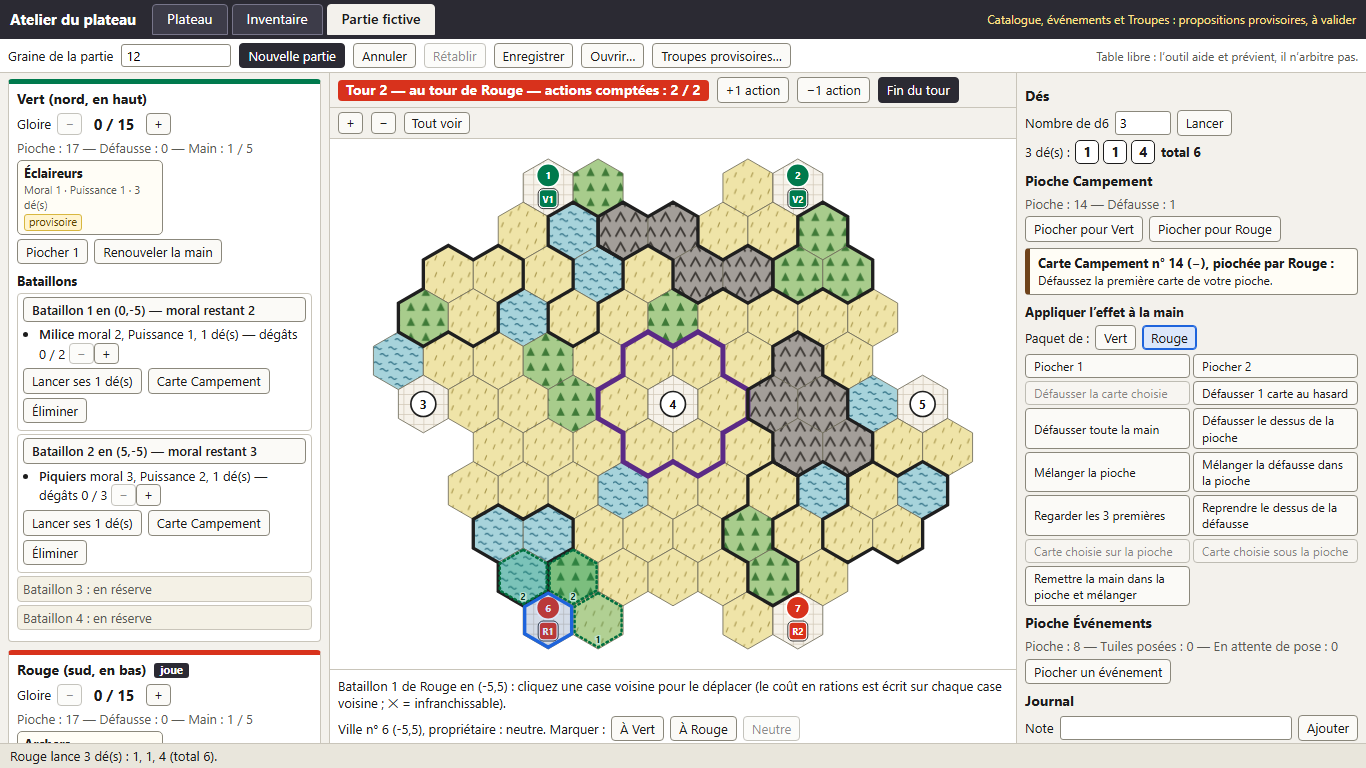 Atelier du plateau Plateau Inventaire Partie fictive Catalogue, événements et Troupes : propositions provisoires, à valider
Graine de la partie 12 Nouvelle partie Annuler Rétablir Enregistrer Ouvrir... Troupes provisoires... Table libre : l'outil aide et prévient, il n'arbitre pas.
Vert (nord, en haut)
Gloire − 0 / 15 +
Pioche : 17 — Défausse : 0 — Main : 1 / 5
Éclaireurs
Moral 1 · Puissance 1 · 3
dé(s)
provisoire
Piocher 1 Renouveler la main
Bataillons
Bataillon 1 en (0,-5) — moral restant 2
• Milice moral 2, Puissance 1, 1 dé(s) — dégâts
0 / 2 − +
Lancer ses 1 dé(s) Carte Campement
Éliminer
Bataillon 2 en (5,-5) — moral restant 3
• Piquiers moral 3, Puissance 2, 1 dé(s) —
dégâts 0 / 3 − +
Lancer ses 1 dé(s) Carte Campement
Éliminer
Bataillon 3 : en réserve
Bataillon 4 : en réserve
Rouge (sud, en bas) joue
Gloire − 0 / 15 +
Pioche : 17 — Défausse : 0 — Main : 1 / 5
Archers
Tour 2 — au tour de Rouge — actions comptées : 2 / 2 +1 action −1 action Fin du tour
+ − Tout voir
1 2
V1 V2
3 4 5
2 2
6 7
R1 R2
1
Bataillon 1 de Rouge en (-5,5) : cliquez une case voisine pour le déplacer (le coût en rations est écrit sur chaque case
voisine ; ✕ = infranchissable).
Ville n° 6 (-5,5), propriétaire : neutre. Marquer : À Vert À Rouge Neutre
Dés
Nombre de d6 3 Lancer
3 dé(s) : 1 1 4 total 6
Pioche Campement
Pioche : 14 — Défausse : 1
Piocher pour Vert Piocher pour Rouge
Carte Campement n° 14 (−), piochée par Rouge :
Défaussez la première carte de votre pioche.
Appliquer l'effet à la main
Paquet de : Vert Rouge
Piocher 1 Piocher 2
Défausser la carte choisie Défausser 1 carte au hasard
Défausser toute la main Défausser le dessus de la
pioche
Mélanger la pioche Mélanger la défausse dans
la pioche
Regarder les 3 premières Reprendre le dessus de la
défausse
Carte choisie sur la pioche Carte choisie sous la pioche
Remettre la main dans la
pioche et mélanger
Pioche Événements
Pioche : 8 — Tuiles posées : 0 — En attente de pose : 0
Piocher un événement
Journal
Note Ajouter
Rouge lance 3 dé(s) : 1, 1, 4 (total 6).